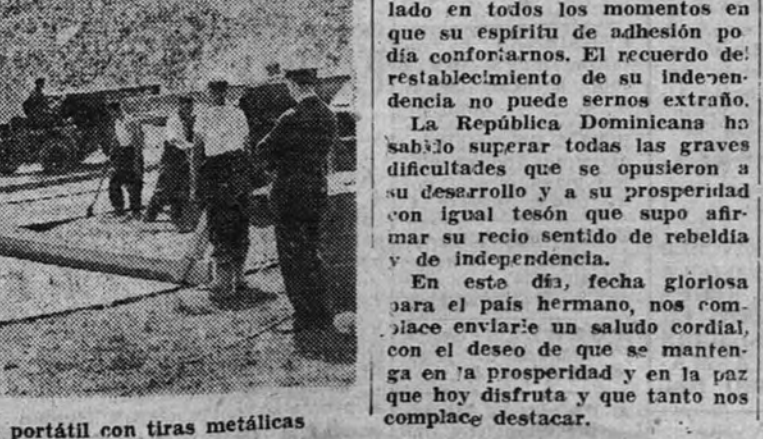 lado en todos los momentos en
que su espíritu de adhesión po
día confortarnos. El recuerdo del
restablecimiento de su indepen-
dencia no puede sernos extraño.
La República Dominicana ha
sabido superar todas las graves
dificultades que se opusieron a
su desarrollo y a su prosperidad
con igual tesón que supo afir-
mar su recio sentido de rebeldía
y de independencia.
En este día, fecha gloriosa
para el país hermano, nos com-
place enviarle un saludo cordial,
con el deseo de que se manten-
ga en la prosperidad y en la paz
que hoy disfruta y que tanto nos
complace destacar.
portátil con tiras metálicas